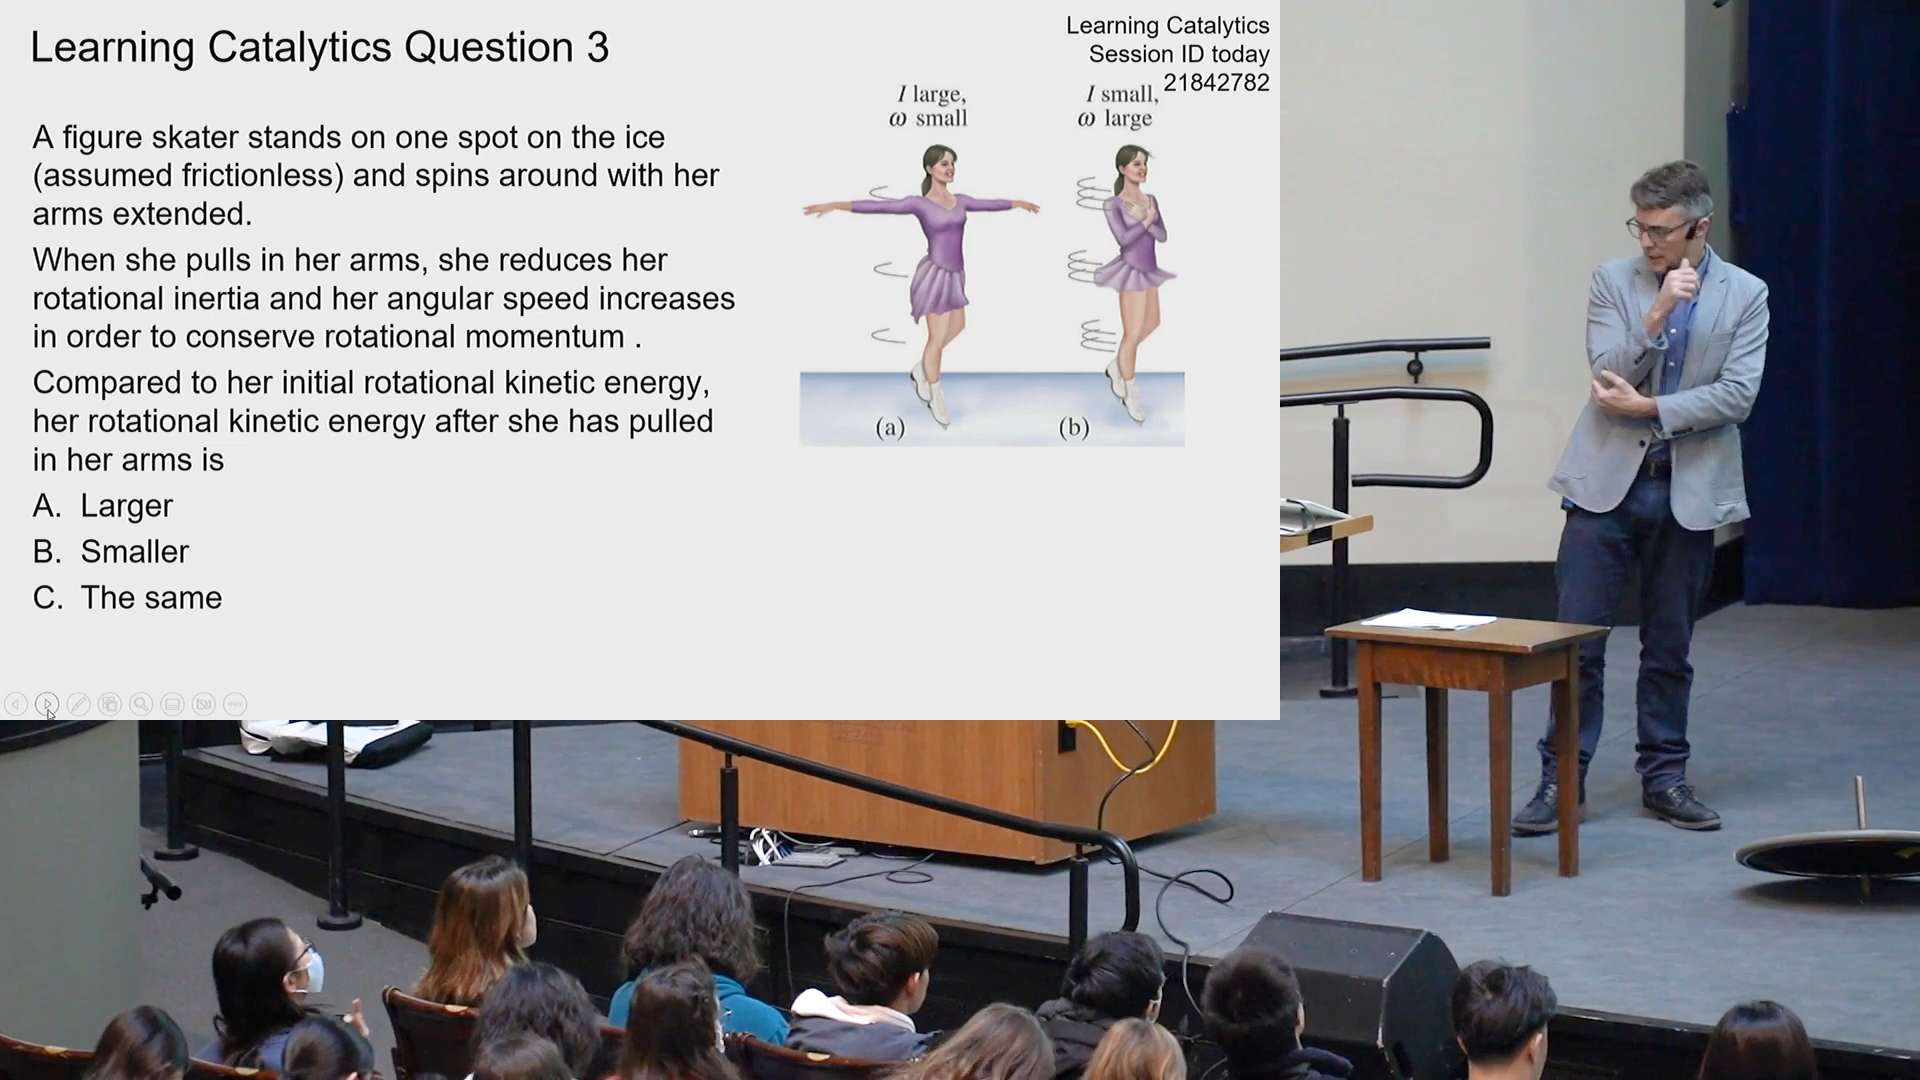 Learning Catalytics Question 3
Learning Catalytics
Session ID today
21842782
A figure skater stands on one spot on the ice
(assumed frictionless) and spins around with her
arms extended.
When she pulls in her arms, she reduces her
rotational inertia and her angular speed increases
in order to conserve rotational momentum .
Compared to her initial rotational kinetic energy,
her rotational kinetic energy after she has pulled
in her arms is
A. Larger
B. Smaller
C. The same
I large,
ω small
I small,
ω large
(a)
(b)